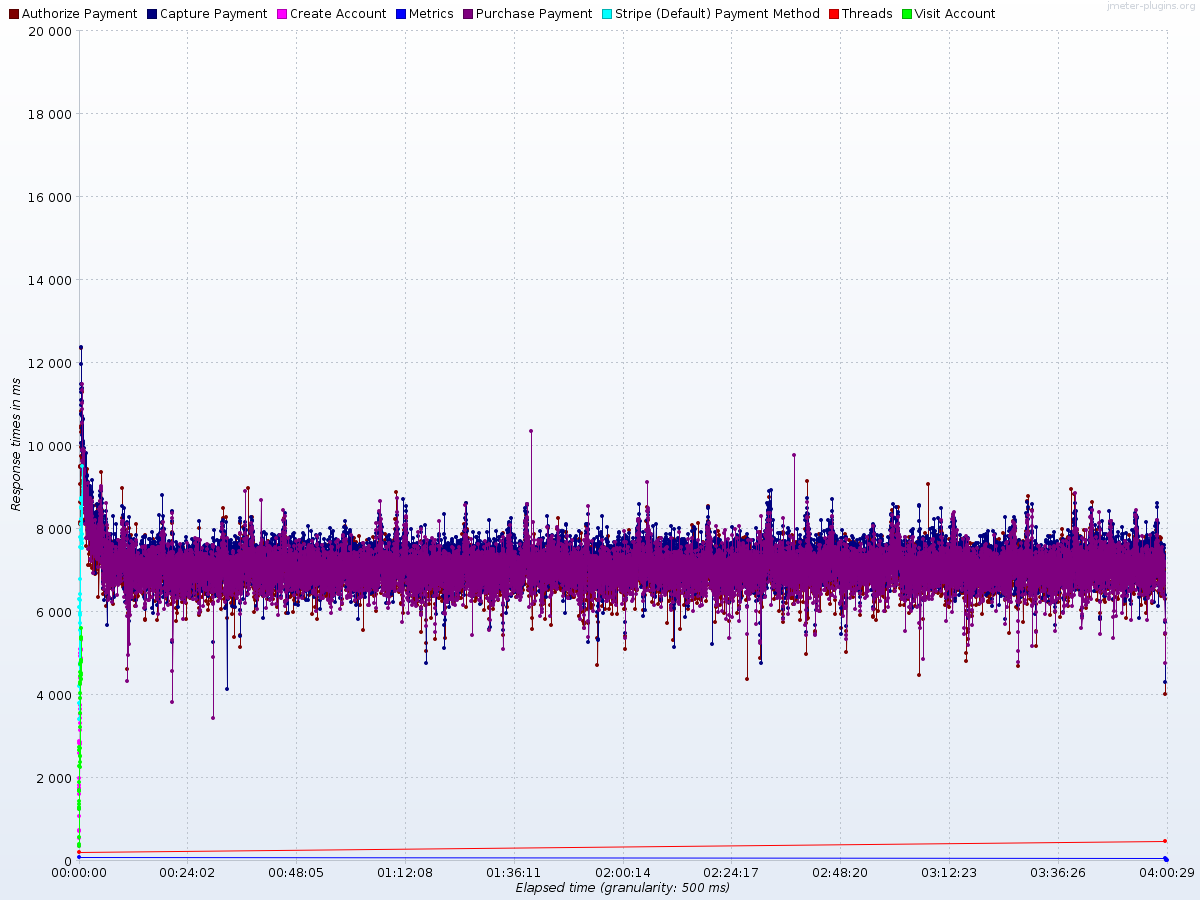 Authorize Payment Capture Payment Create Account Metrics Purchase Payment Stripe (Default) Payment Method Threads Visit Account
jmeter-plugins.org
20 000
18 000
16 000
14 000
12 000
10 000
8 000
6 000
4 000
2 000
0
Response times in ms
00:00:00 00:24:02 00:48:05 01:12:08 01:36:11 02:00:14 02:24:17 02:48:20 03:12:23 03:36:26 04:00:29
Elapsed time (granularity: 500 ms)